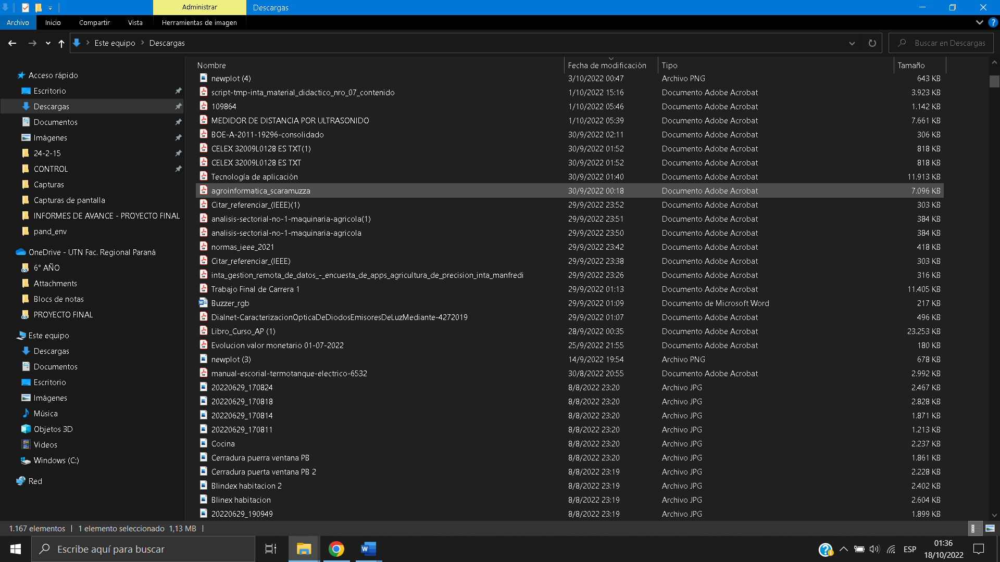 Administrar
Descargas
Archivo
Inicio
Compartir
Vista
Herramientas de imagen
Este equipo
Descargas
Buscar en Descargas
Acceso rápido
Escritorio
Descargas
Documentos
Imágenes
24-2-15
CONTROL
Capturas
Capturas de pantalla
INFORMES DE AVANCE - PROYECTO FINAL
pand_env
OneDrive - UTN Fac. Regional Paraná
6° AÑO
Attachments
Blocs de notas
PROYECTO FINAL
Este equipo
Descargas
Documentos
Escritorio
Imágenes
Música
Objetos 3D
Videos
Windows (C:)
Red
Nombre Fecha de modificación Tipo Tamaño
newplot (4) 3/10/2022 00:47 Archivo PNG 643 KB
script-tmp-inta_material_didactico_nro_07_contenido 1/10/2022 15:16 Documento Adobe Acrobat 3.923 KB
109864 1/10/2022 05:46 Documento Adobe Acrobat 1.142 KB
MEDIDOR DE DISTANCIA POR ULTRASONIDO 1/10/2022 05:39 Documento Adobe Acrobat 7.661 KB
BOE-A-2011-19296-consolidado 30/9/2022 02:11 Documento Adobe Acrobat 306 KB
CELEX 32009L0128 ES TXT(1) 30/9/2022 01:52 Documento Adobe Acrobat 818 KB
CELEX 32009L0128 ES TXT 30/9/2022 01:52 Documento Adobe Acrobat 818 KB
Tecnología de aplicación 30/9/2022 01:40 Documento Adobe Acrobat 11.913 KB
agroinformatica_scaramuzza 30/9/2022 00:18 Documento Adobe Acrobat 7.096 KB
Citar_referenciar_(IEEE)(1) 29/9/2022 23:52 Documento Adobe Acrobat 303 KB
analisis-sectorial-no-1-maquinaria-agricola(1) 29/9/2022 23:51 Documento Adobe Acrobat 384 KB
analisis-sectorial-no-1-maquinaria-agricola 29/9/2022 23:50 Documento Adobe Acrobat 384 KB
normas_ieee_2021 29/9/2022 23:42 Documento Adobe Acrobat 418 KB
Citar_referenciar_(IEEE) 29/9/2022 23:38 Documento Adobe Acrobat 303 KB
inta_gestion_remota_de_datos_-_encuesta_de_apps_agricultura_de_precision_inta_manfredi 29/9/2022 23:26 Documento Adobe Acrobat 316 KB
Trabajo Final de Carrera 1 29/9/2022 01:13 Documento Adobe Acrobat 11.405 KB
Buzzer_rgb 29/9/2022 01:09 Documento de Microsoft Word 217 KB
Dialnet-CaracterizacionOpticaDeDiodosEmisoresDeLuzMediante-4272019 29/9/2022 01:07 Documento Adobe Acrobat 496 KB
Libro_Curso_AP (1) 28/9/2022 00:35 Documento Adobe Acrobat 23.253 KB
Evolucion valor monetario 01-07-2022 25/9/2022 21:55 Documento Adobe Acrobat 180 KB
newplot (3) 14/9/2022 19:54 Archivo PNG 678 KB
manual-escorial-termotanque-electrico-6532 30/8/2022 20:55 Documento Adobe Acrobat 2.992 KB
20220629_170824 8/8/2022 23:20 Archivo JPG 2.467 KB
20220629_170818 8/8/2022 23:20 Archivo JPG 2.828 KB
20220629_170814 8/8/2022 23:20 Archivo JPG 1.871 KB
20220629_170811 8/8/2022 23:20 Archivo JPG 1.213 KB
Cocina 8/8/2022 23:20 Archivo JPG 2.237 KB
Cerradura puerra ventana PB 8/8/2022 23:20 Archivo JPG 1.861 KB
Cerradura puerta ventana PB 2 8/8/2022 23:19 Archivo JPG 2.228 KB
Blindex habitacion 2 8/8/2022 23:19 Archivo JPG 2.402 KB
Blinex habitacion 8/8/2022 23:19 Archivo JPG 2.604 KB
20220629_190949 8/8/2022 23:19 Archivo JPG 1.899 KB
1.167 elementos 1 elemento seleccionado 1,13 MB
Escribe aquí para buscar
ESP
01:36
18/10/2022